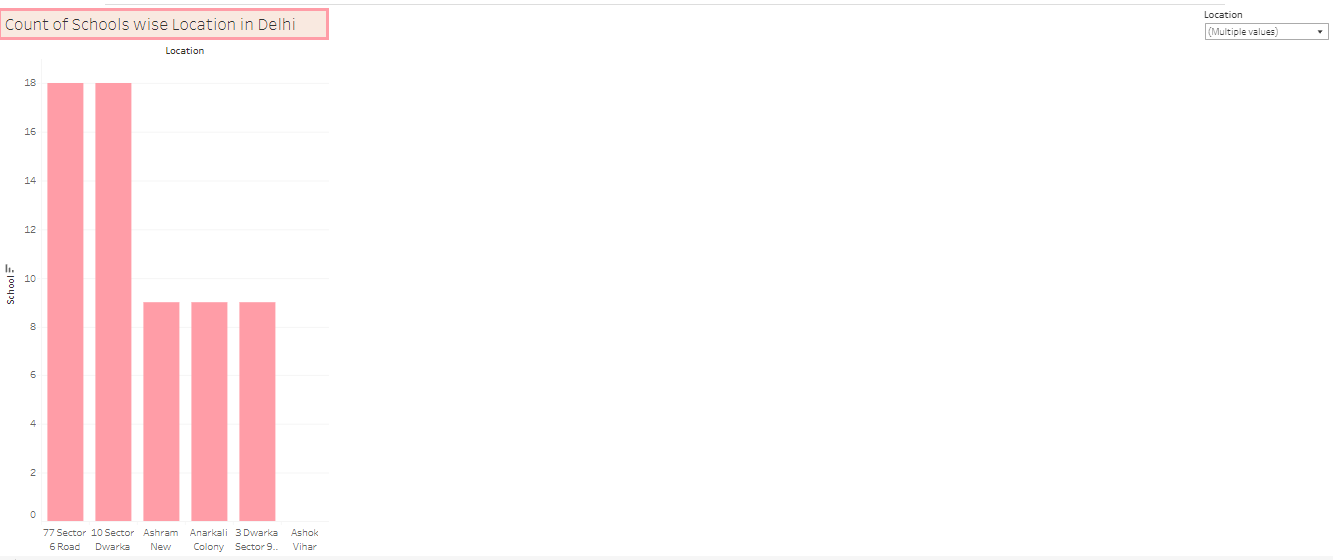 Count of Schools wise Location in Delhi
Location
(Multiple values)
Location
18
16
14
12
10
8
6
4
2
0
School
77 Sector 6 Road
10 Sector Dwarka
Ashram New
Anarkali Colony
3 Dwarka Sector 9..
Ashok Vihar